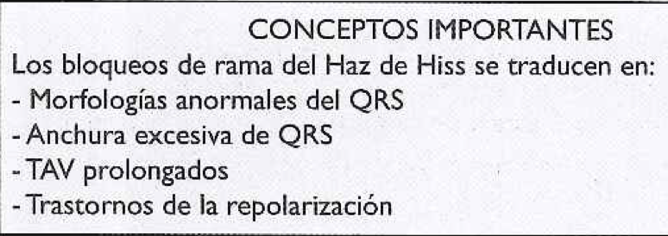 CONCEPTOS IMPORTANTES
Los bloqueos de rama del Haz de Hiss se traducen en:
- Morfologías anormales del QRS
- Anchura excesiva de QRS
- TAV prolongados
- Trastornos de la repolarización